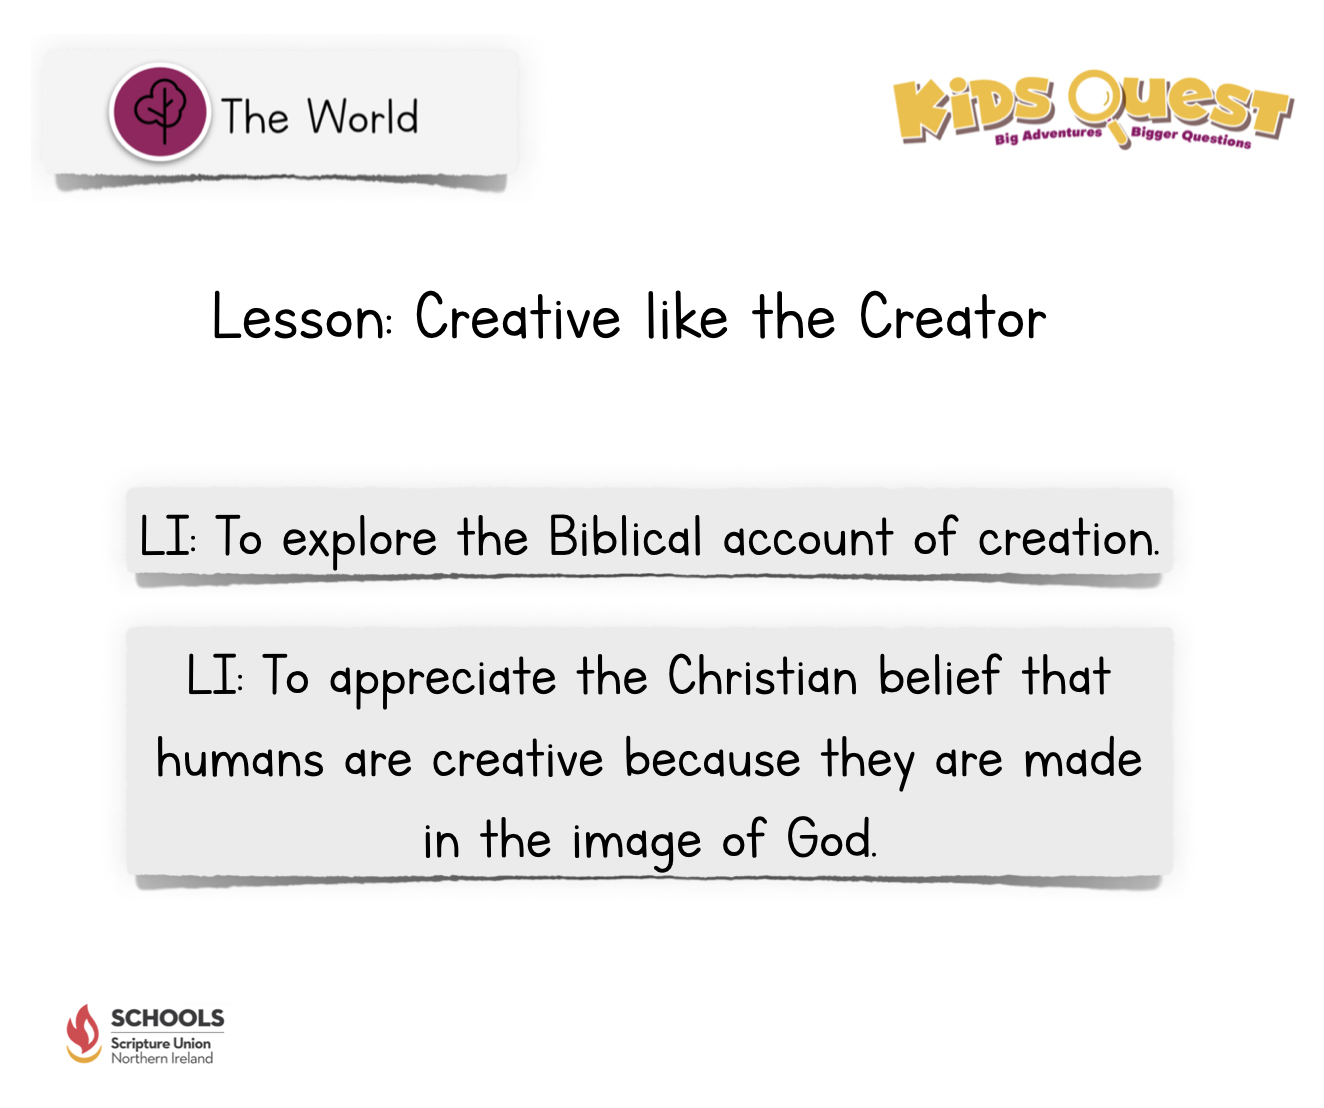 The World
KiDS QUEST
Big Adventures Bigger Questions
Lesson: Creative like the Creator
LI: To explore the Biblical account of creation.
LI: To appreciate the Christian belief that
humans are creative because they are made
in the image of God.
SCHOOLS
Scripture Union
Northern Ireland